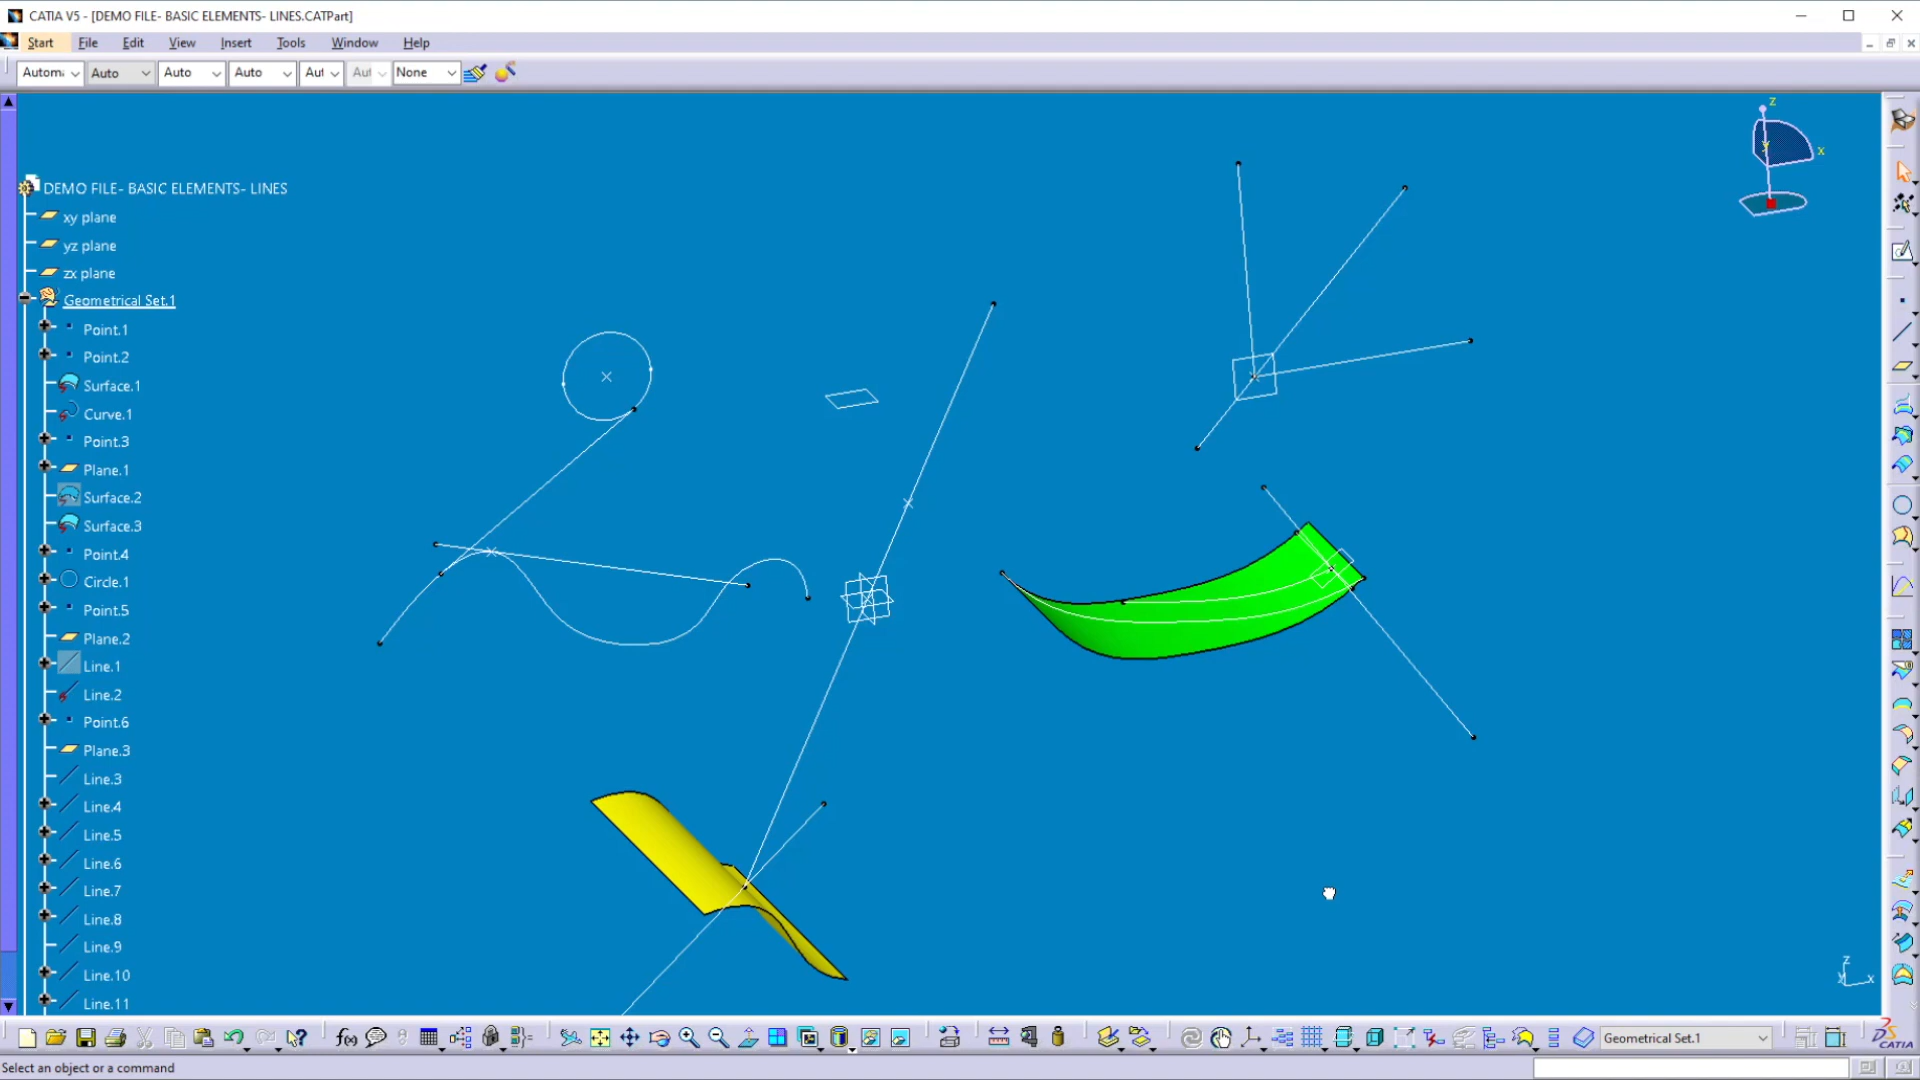 CATIA V5 - [DEMO FILE- BASIC ELEMENTS- LINES.CATPart]
Start File Edit View Insert Tools Window Help
Automa Auto Auto Auto Aut Aut None
z
y
x
DEMO FILE- BASIC ELEMENTS- LINES
xy plane
yz plane
zx plane
Geometrical Set.1
Point.1
Point.2
Surface.1
Curve.1
Point.3
Plane.1
Surface.2
Surface.3
Point.4
Circle.1
Point.5
Plane.2
Line.1
Line.2
Point.6
Plane.3
Line.3
Line.4
Line.5
Line.6
Line.7
Line.8
Line.9
Line.10
Line.11
z
y x
f(x) Geometrical Set.1
CATIA
Select an object or a command